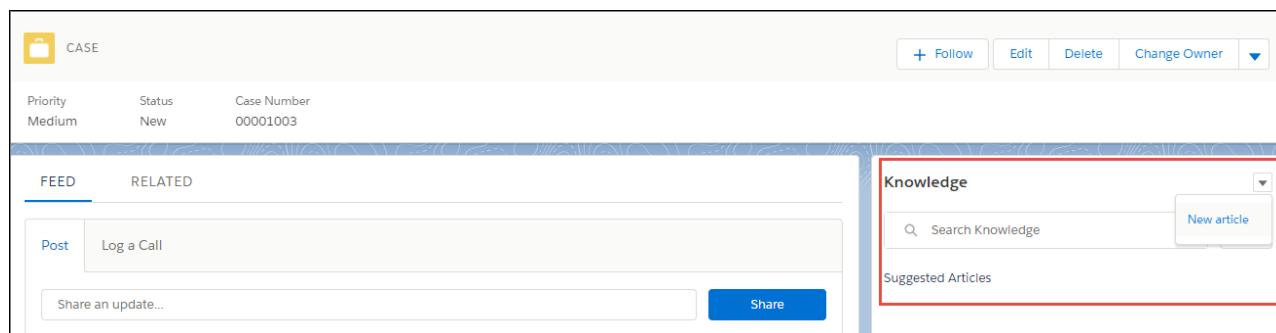 CASE
+ Follow Edit Delete Change Owner
Priority Status Case Number
Medium New 00001003
FEED RELATED
Knowledge
New article
Search Knowledge
Post Log a Call
Suggested Articles
Share an update... Share